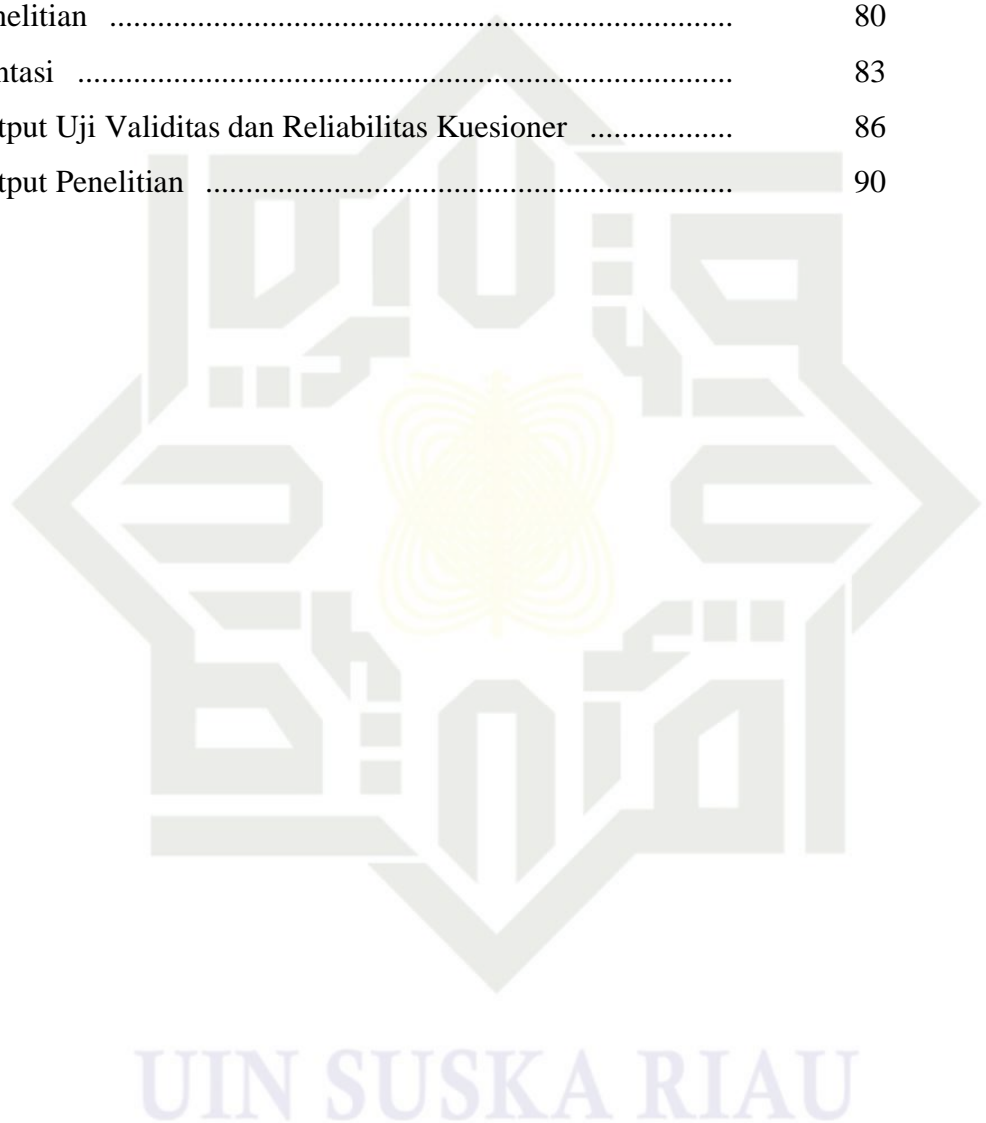 nelitian ........................................................................... 80
ntasi ................................................................................ 83
tput Uji Validitas dan Reliabilitas Kuesioner .................. 86
tput Penelitian ................................................................. 90
UIN SUSKA RIAU